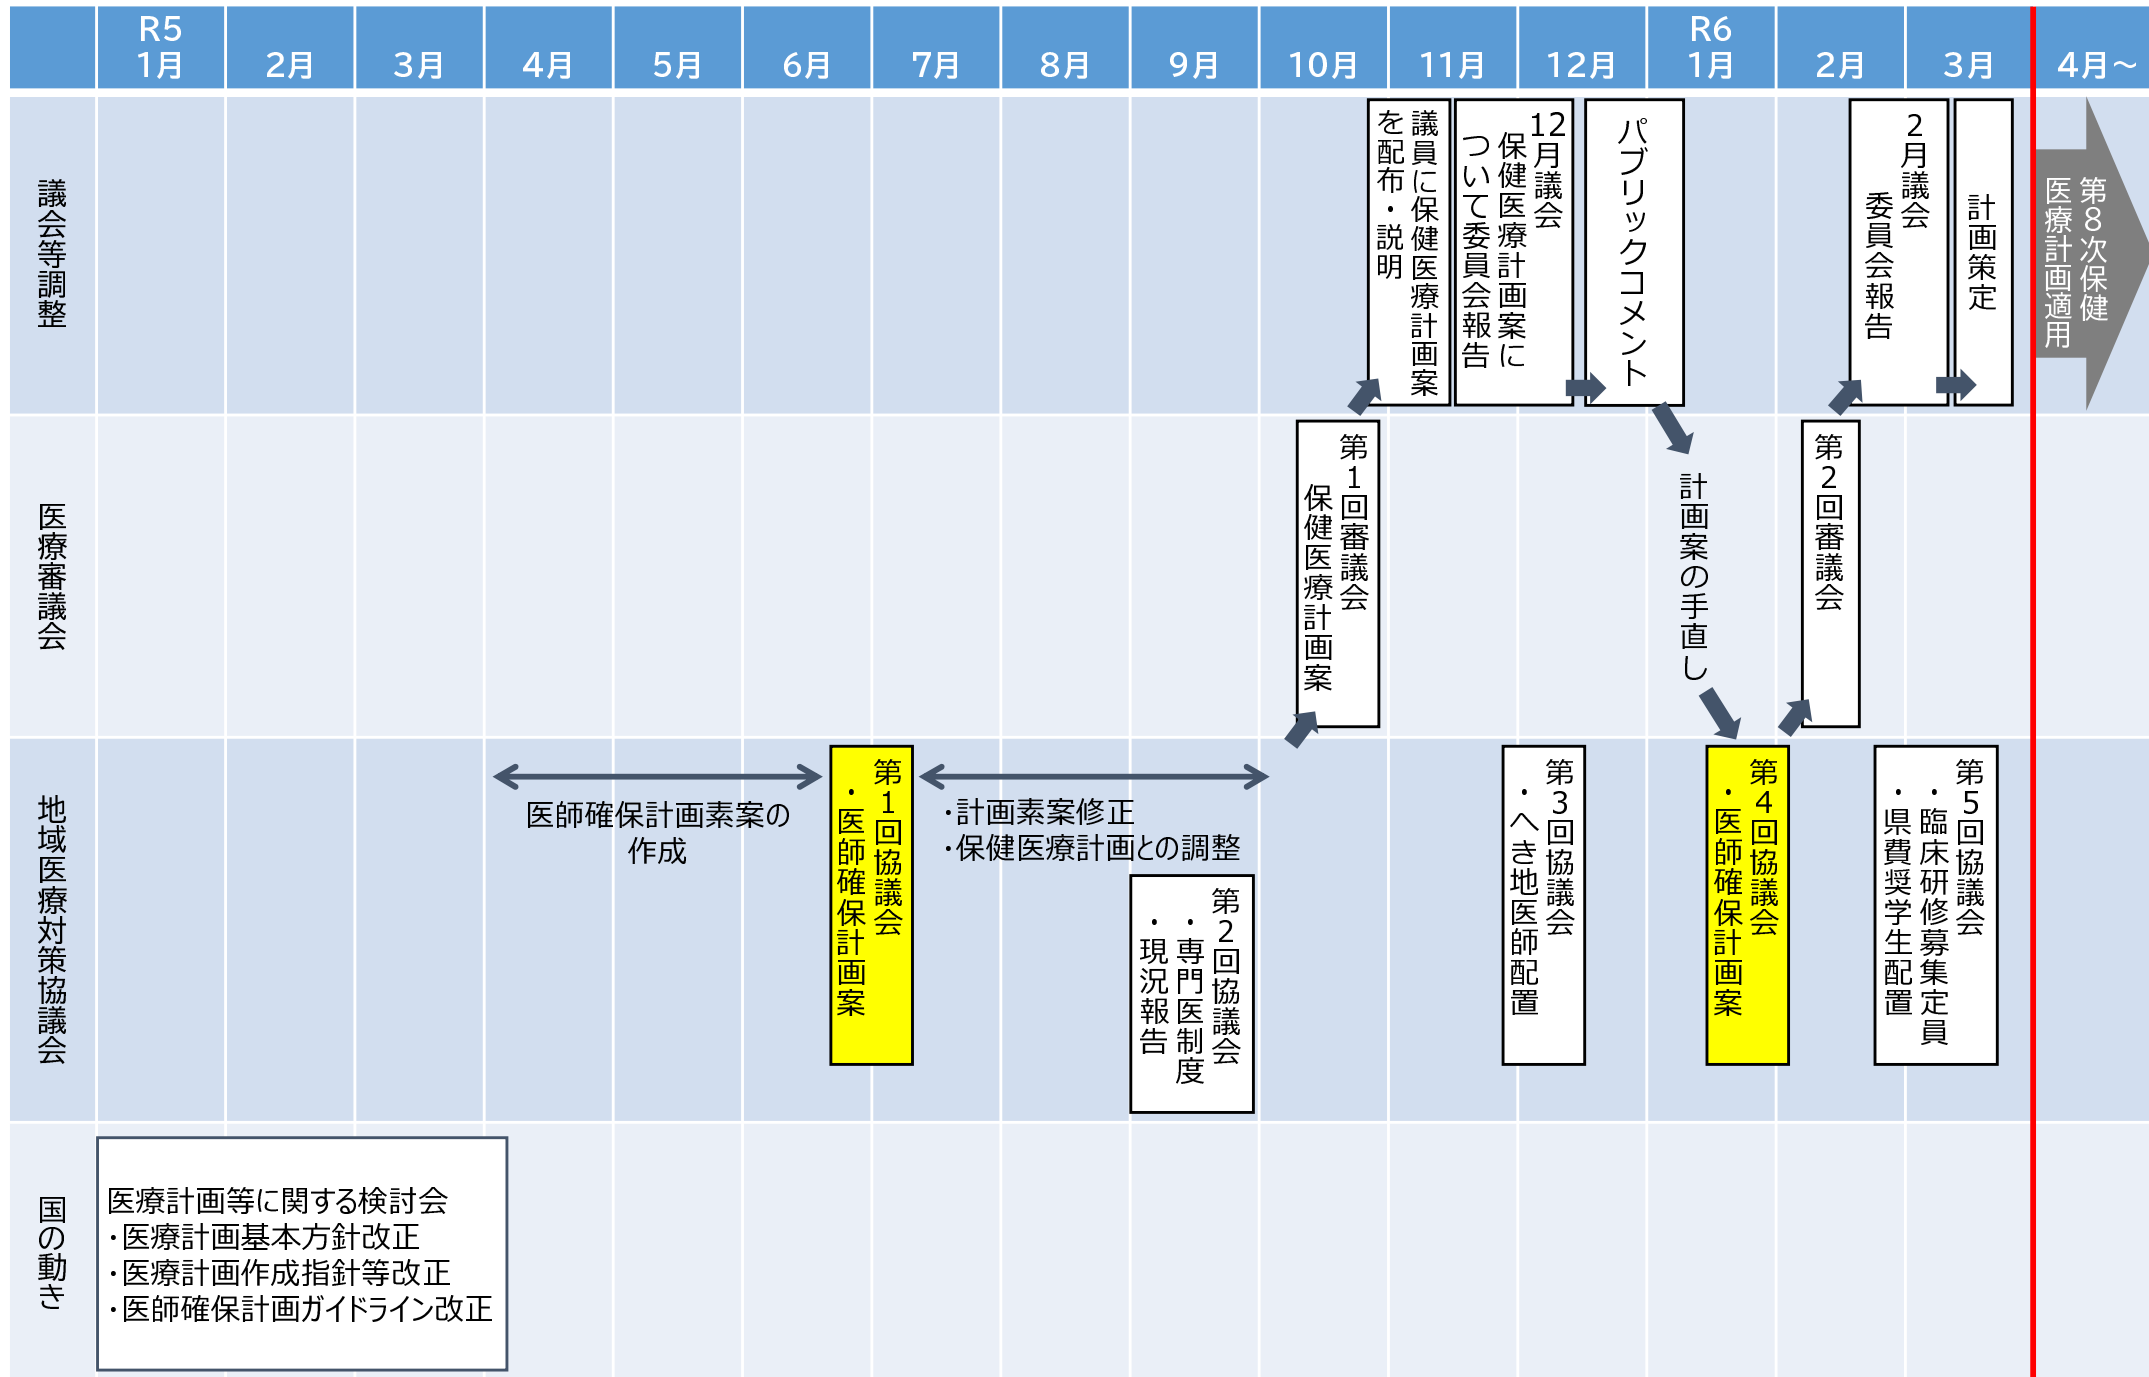 R5
1月
2月
3月
4月
5月
6月
7月
8月
9月
10月
11月
12月
R6
1月
2月
3月
4月～
議会等調整
議員に保健医療計画案
を配布・説明
12月議会
保健医療計画案に
ついて委員会報告
パブリックコメント
2月議会
委員会報告
計画策定
第8次保健
医療計画適用
医療審議会
第1回審議会
保健医療計画案
計画案の手直し
第2回審議会
地域医療対策協議会
医師確保計画素案の
作成
第1回協議会
・医師確保計画案
・計画素案修正
・保健医療計画との調整
第2回協議会
・専門医制度
・現況報告
第3回協議会
・へき地医師配置
第4回協議会
・医師確保計画案
第5回協議会
・臨床研修募集定員
・県費奨学生配置
国の動き
医療計画等に関する検討会
・医療計画基本方針改正
・医療計画作成指針等改正
・医師確保計画ガイドライン改正